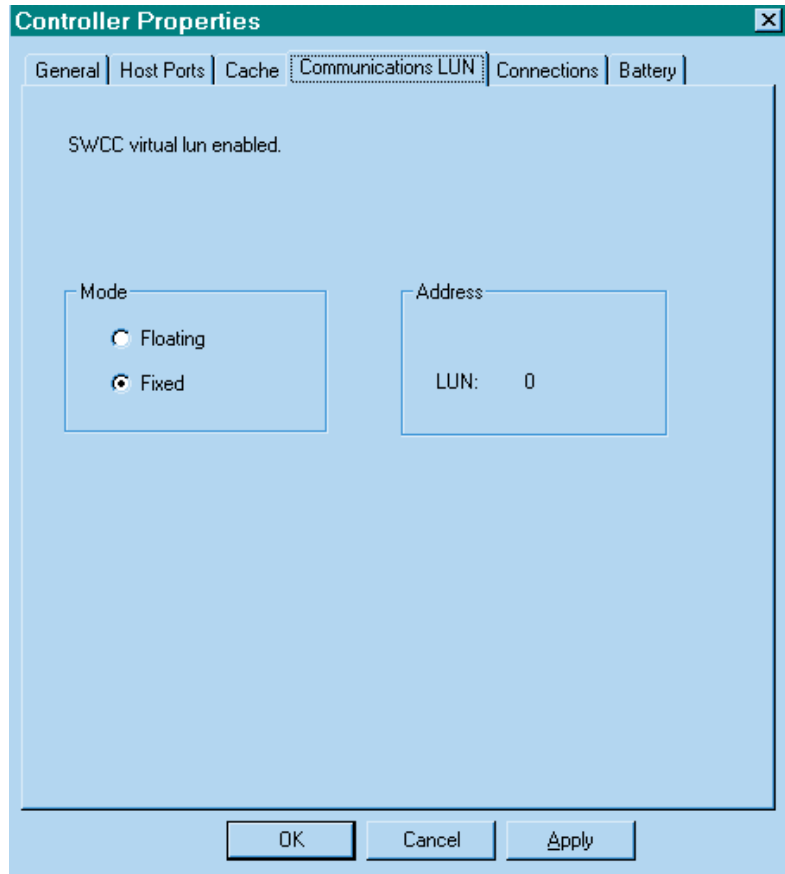 Controller Properties
General Host Ports Cache Communications LUN Connections Battery
SWCC virtual lun enabled.
Mode
Floating
Fixed
Address
LUN: 0
OK Cancel Apply